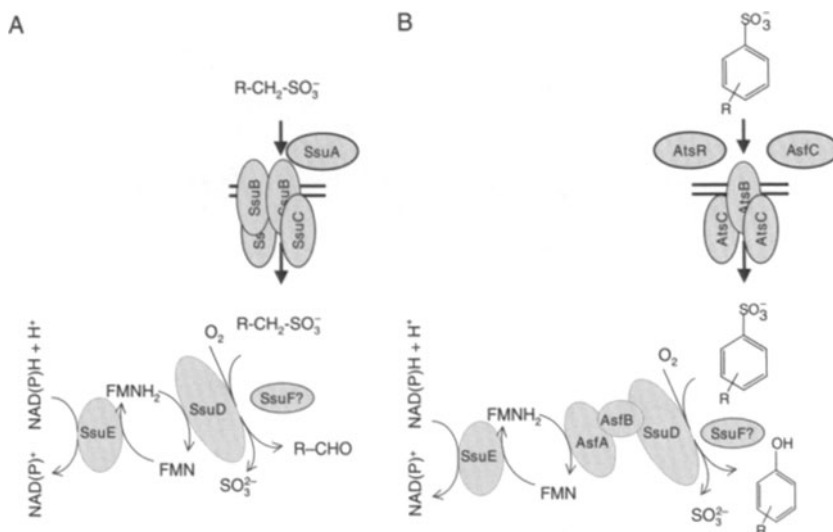 A
R-CH₂-SO₃⁻
SsuA
SsuB
SsuB
Ss
SsuC
R-CH₂-SO₃⁻
O₂
NAD(P)H + H⁺
FMNH₂
SsuD
SsuF?
SsuE
R–CHO
NAD(P)⁺
FMN
SO₃²⁻
B
SO₃⁻
R
AtsR
AsfC
AtsB
AtsC
AtsC
SO₃⁻
R
O₂
NAD(P)H + H⁺
FMNH₂
AsfA
AsfB
SsuD
SsuF?
SsuE
OH
R
NAD(P)⁺
FMN
SO₃²⁻